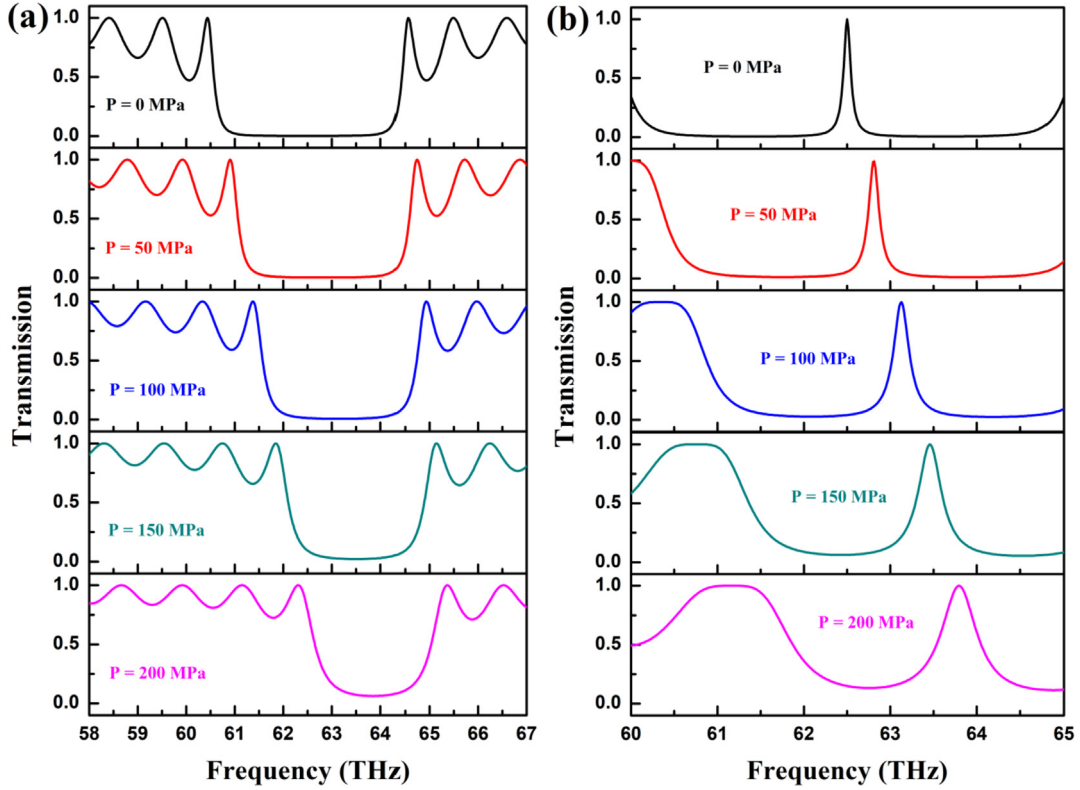 (a)
Transmission
1.0
0.5
0.0
P = 0 MPa
1.0
0.5
0.0
P = 50 MPa
1.0
0.5
0.0
P = 100 MPa
1.0
0.5
0.0
P = 150 MPa
1.0
0.5
0.0
P = 200 MPa
58 59 60 61 62 63 64 65 66 67
Frequency (THz)
(b)
Transmission
1.0
0.5
0.0
P = 0 MPa
1.0
0.5
0.0
P = 50 MPa
1.0
0.5
0.0
P = 100 MPa
1.0
0.5
0.0
P = 150 MPa
1.0
0.5
0.0
P = 200 MPa
60 61 62 63 64 65
Frequency (THz)